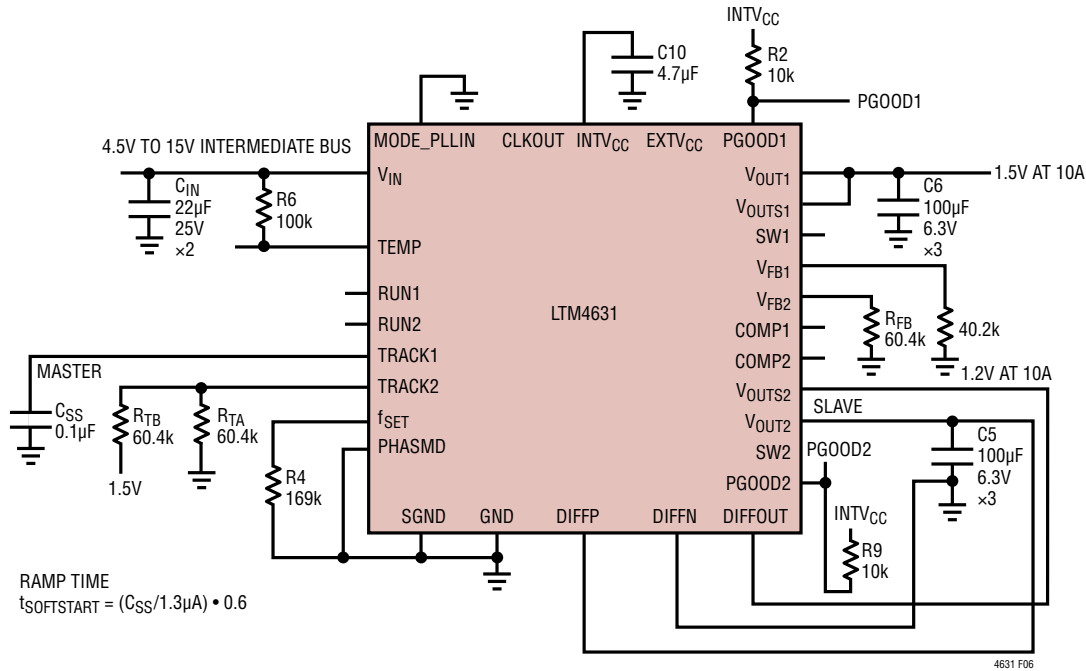 INTVCC
C10
4.7µF
R2
10k
PGOOD1
4.5V TO 15V INTERMEDIATE BUS
MODE_PLLIN
CLKOUT
INTVCC
EXTVCC
PGOOD1
CIN
22µF
25V
×2
R6
100k
VIN
VOUT1
1.5V AT 10A
VOUTS1
C6
100µF
6.3V
×3
TEMP
SW1
RUN1
VFB1
RUN2
LTM4631
VFB2
RFB
60.4k
40.2k
COMP1
TRACK1
COMP2
MASTER
1.2V AT 10A
TRACK2
VOUTS2
CSS
0.1µF
RTB
60.4k
RTA
60.4k
fSET
SLAVE
VOUT2
PHASMD
C5
100µF
6.3V
×3
SW2
PGOOD2
R4
169k
1.5V
PGOOD2
SGND
GND
DIFFP
DIFFN
DIFFOUT
INTVCC
R9
10k
RAMP TIME
tSOFTSTART = (CSS/1.3µA) • 0.6
4631 F06